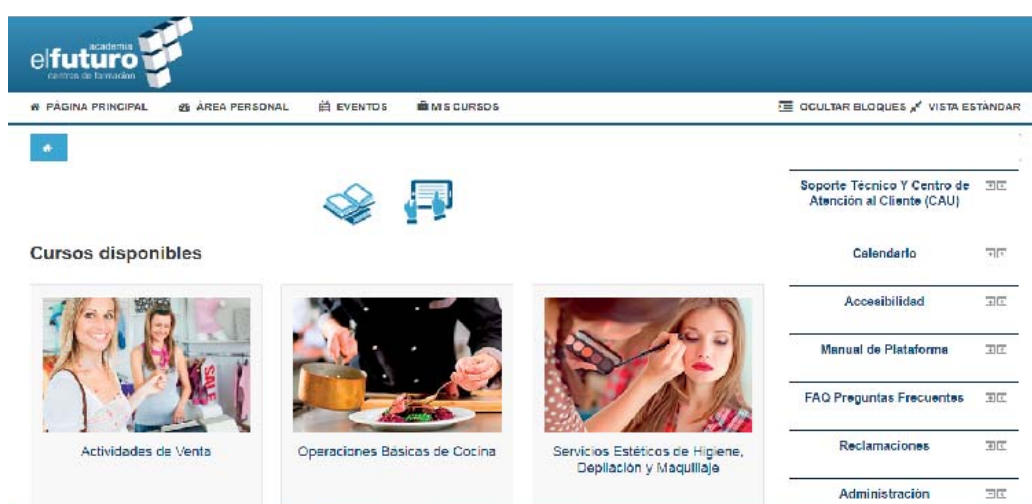 academia
elfuturo
centros de formacion
PÁGINA PRINCIPAL
ÁREA PERSONAL
EVENTOS
MIS CURSOS
OCULTAR BLOQUES
VISTA ESTÁNDAR
Soporte Técnico Y Centro de
Atención al Cliente (CAU)
Cursos disponibles
Calendario
Accesibilidad
SALE
Manual de Plataforma
FAQ Preguntas Frecuentes
Actividades de Venta
Operaciones Básicas de Cocina
Servicios Estéticos de Higiene,
Depilación y Maquillaje
Reclamaciones
Administración